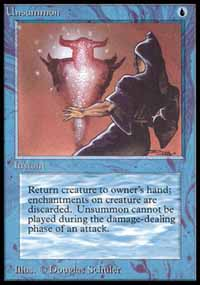 Unsummon
Instant
Return creature to owner's hand;
enchantments on creature are
discarded. Unsummon cannot be
played during the damage-dealing
phase of an attack.
Illus. © Douglas Schuler